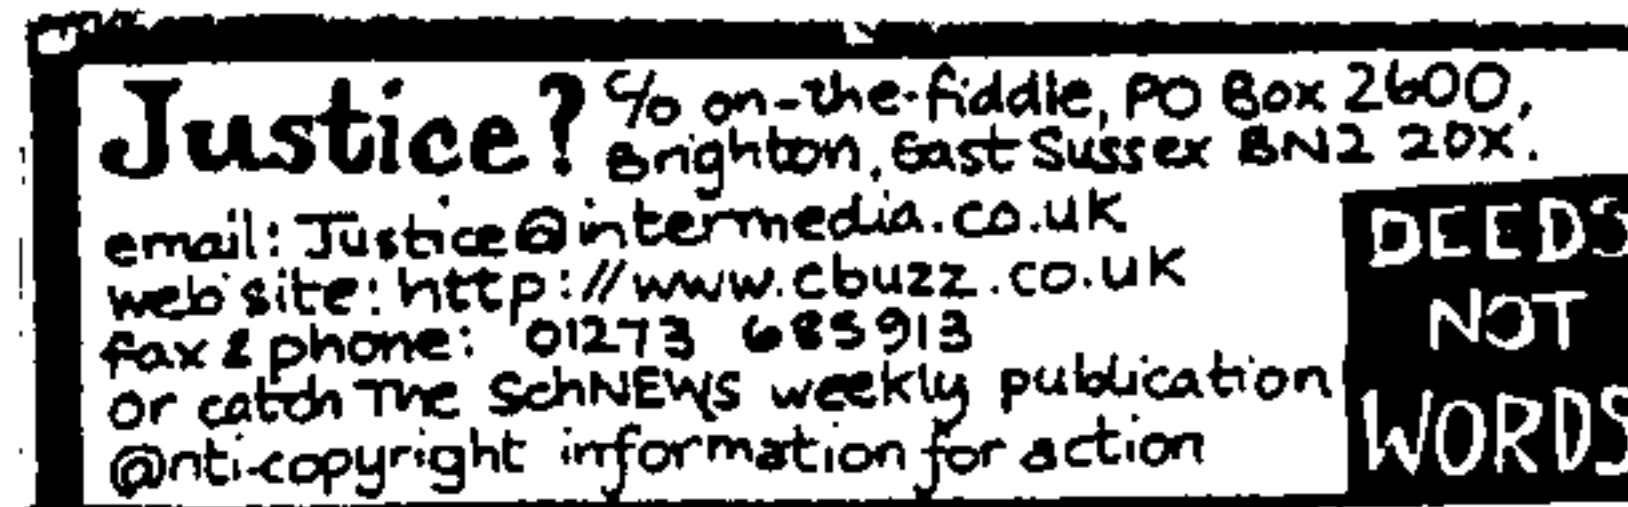 Justice? c/o on-the-fiddle, PO Box 2600,
Brighton, East Sussex BN2 2DX.
email: Justice@intermedia.co.uk
web site: http://www.cbuzz.co.uk
fax & phone: 01273 685913
or catch The SchNEWS weekly publication
@nti-copyright information for action
DEEDS
NOT
WORDS